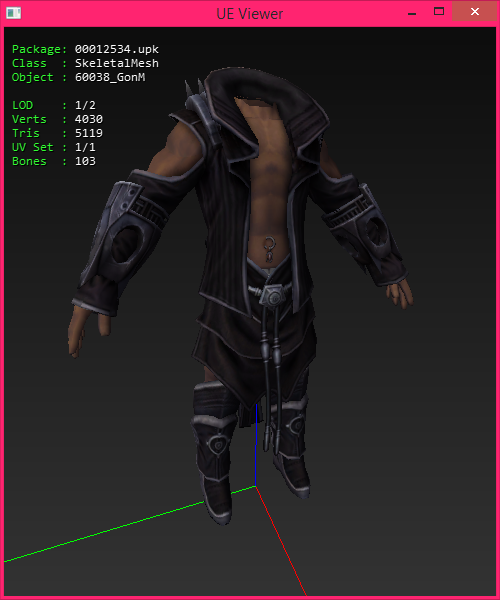 UE Viewer
Package: 00012534.upk
Class : SkeletalMesh
Object : 60038_GonM
LOD : 1/2
Verts : 4030
Tris : 5119
UV Set : 1/1
Bones : 103